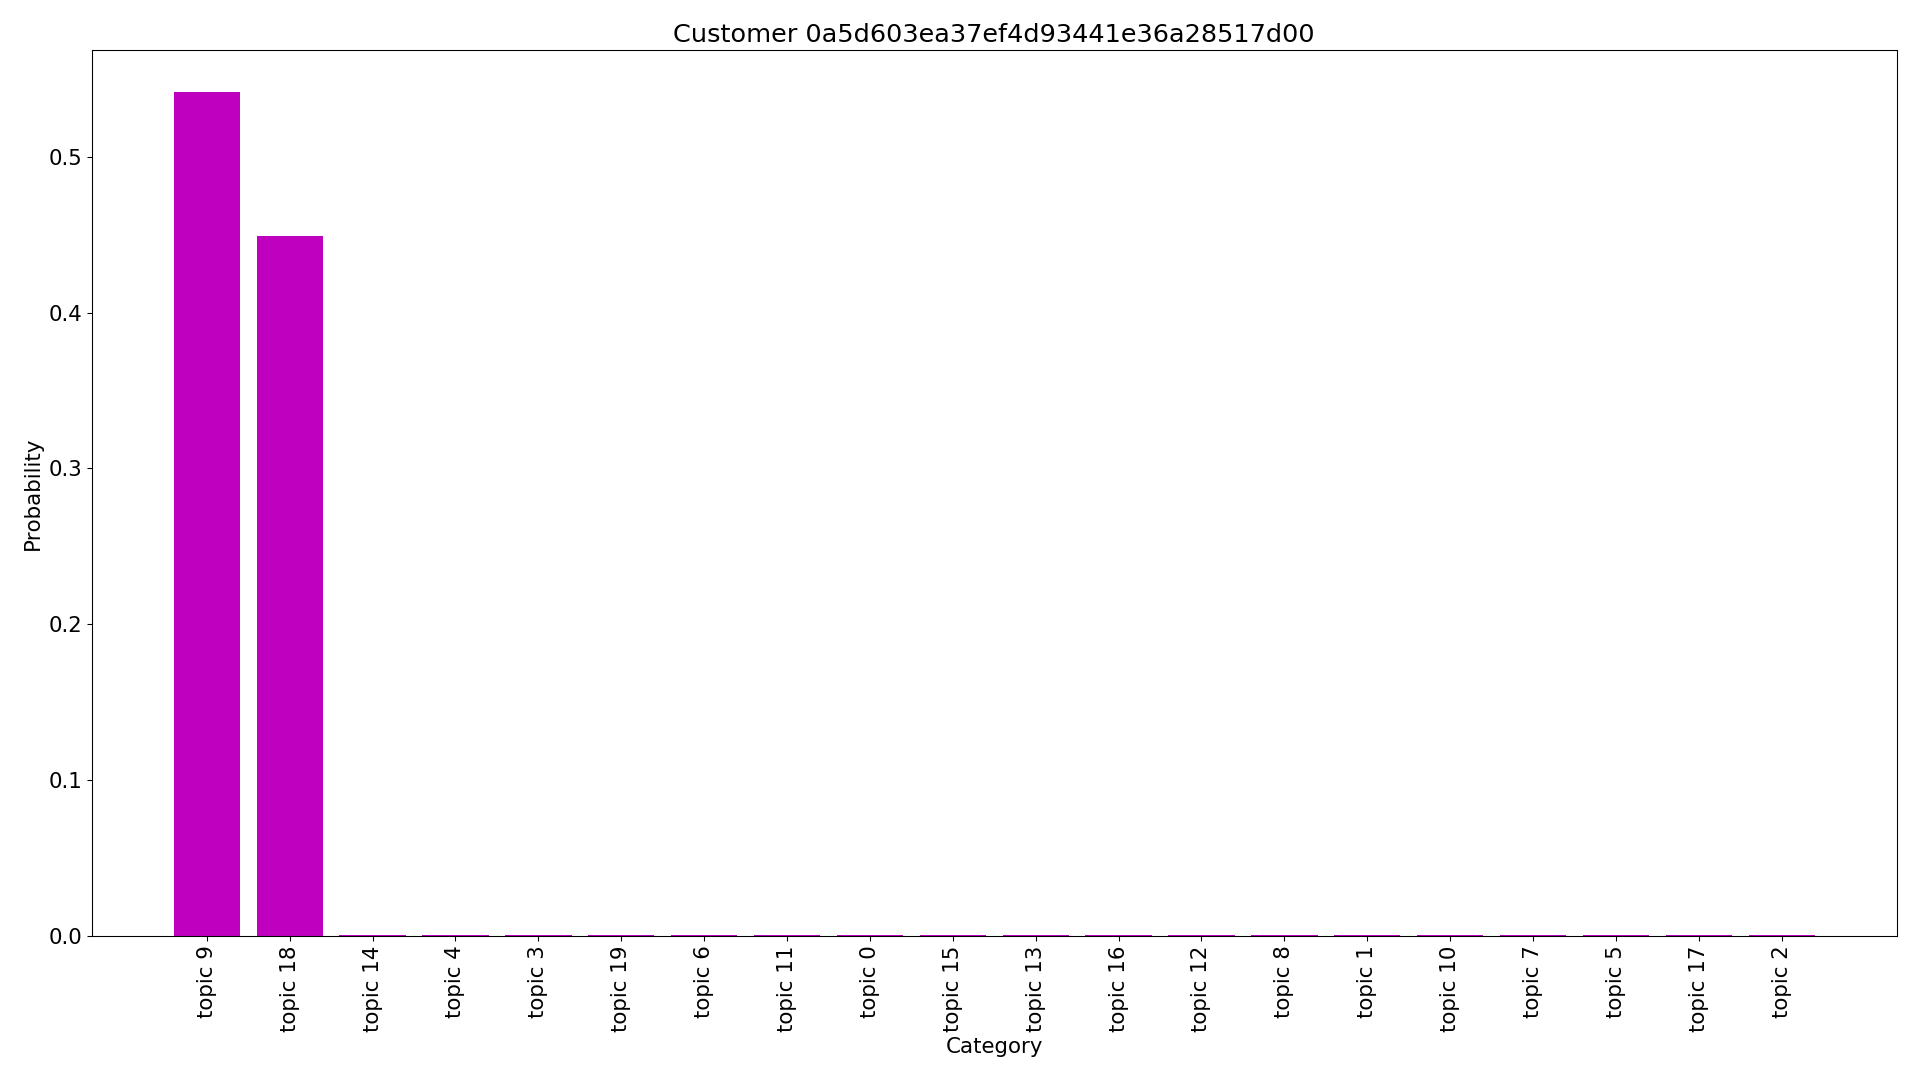 Customer 0a5d603ea37ef4d93441e36a28517d00
Probability
0.5
0.4
0.3
0.2
0.1
0.0
topic 9
topic 18
topic 14
topic 4
topic 3
topic 19
topic 6
topic 11
topic 0
topic 15
topic 13
topic 16
topic 12
topic 8
topic 1
topic 10
topic 7
topic 5
topic 17
topic 2
Category